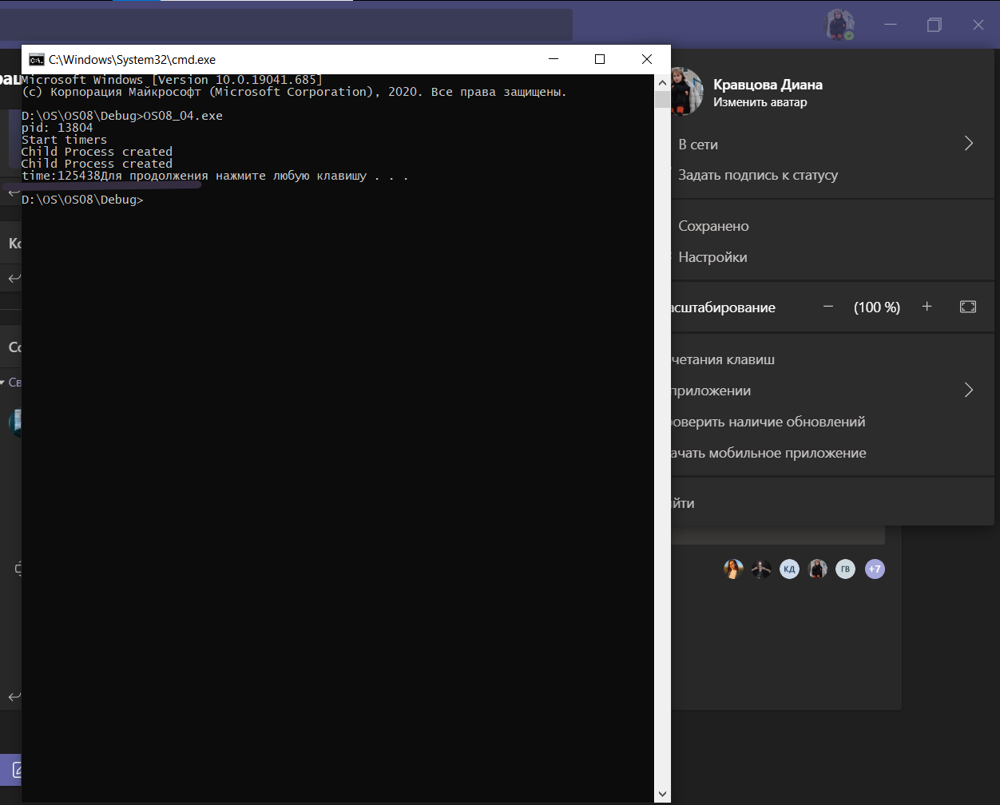 C:\Windows\System32\cmd.exe
Microsoft Windows [Version 10.0.19041.685]
(c) Корпорация Майкрософт (Microsoft Corporation), 2020. Все права защищены.
D:\OS\OS08\Debug>OS08_04.exe
pid: 13804
Start timers
Child Process created
Child Process created
time:125438Для продолжения нажмите любую клавишу . . .
D:\OS\OS08\Debug>
Кравцова Диана
Изменить аватар
В сети
Задать подпись к статусу
Сохранено
Настройки
асштабирование
(100 %)
четания клавиш
приложении
оверить наличие обновлений
ачать мобильное приложение
йти
КД
ГВ
+7
рац
Ко
Со
Св